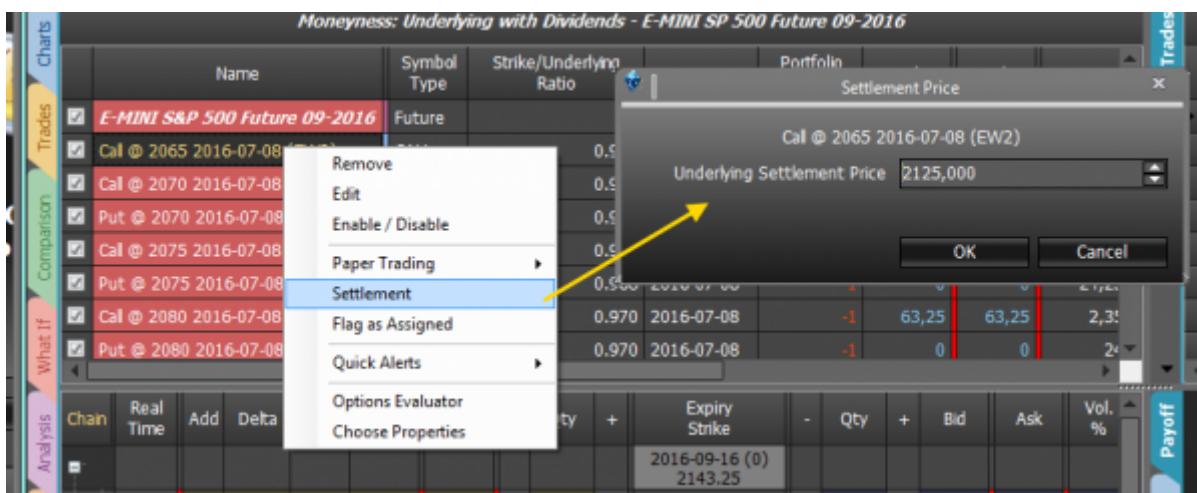 Moneyness: Underlying with Dividends - E-MINI SP 500 Future 09-2016
Charts
Trades
Comparison
What If
Analysis
Trades
Payoff
Name
Symbol Type
Strike/Underlying Ratio
Portfolio
E-MINI S&P 500 Future 09-2016 Future
Call @ 2065 2016-07-08
Call @ 2070 2016-07-08
Put @ 2070 2016-07-08
Call @ 2075 2016-07-08
Put @ 2075 2016-07-08
Call @ 2080 2016-07-08 0.970 2016-07-08 -1 63,25 63,25
Put @ 2080 2016-07-08 0.970 2016-07-08 -1 0 0
Remove
Edit
Enable / Disable
Paper Trading
Settlement
Flag as Assigned
Quick Alerts
Options Evaluator
Choose Properties
Settlement Price
Call @ 2065 2016-07-08 (EW2)
Underlying Settlement Price 2125,000
OK Cancel
Chain Real Time Add Delta + Expiry Strike - Qty + Bid Ask Vol. %
2016-09-16 (0)
2143.25